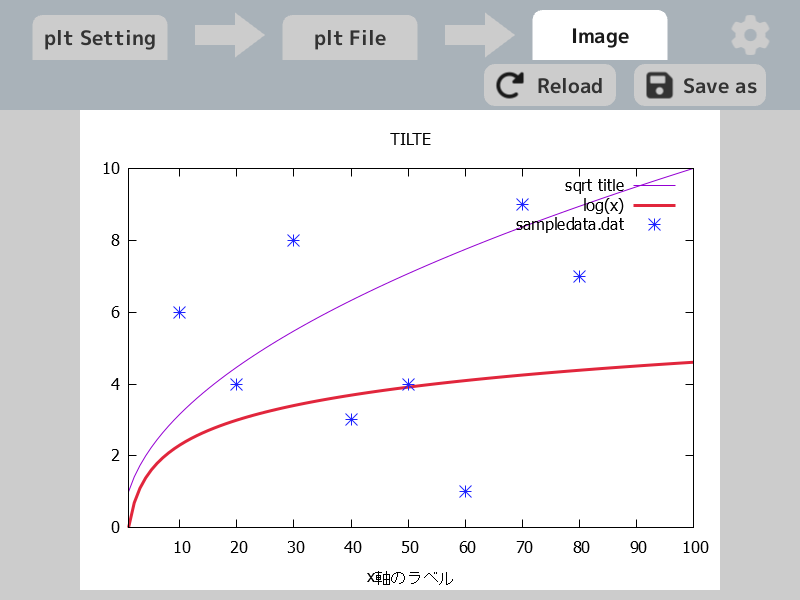 plt Setting
plt File
Image
Reload
Save as
TILTE
sqrt title
log(x)
sampledata.dat
10
8
6
4
2
0
10 20 30 40 50 60 70 80 90 100
x軸のラベル